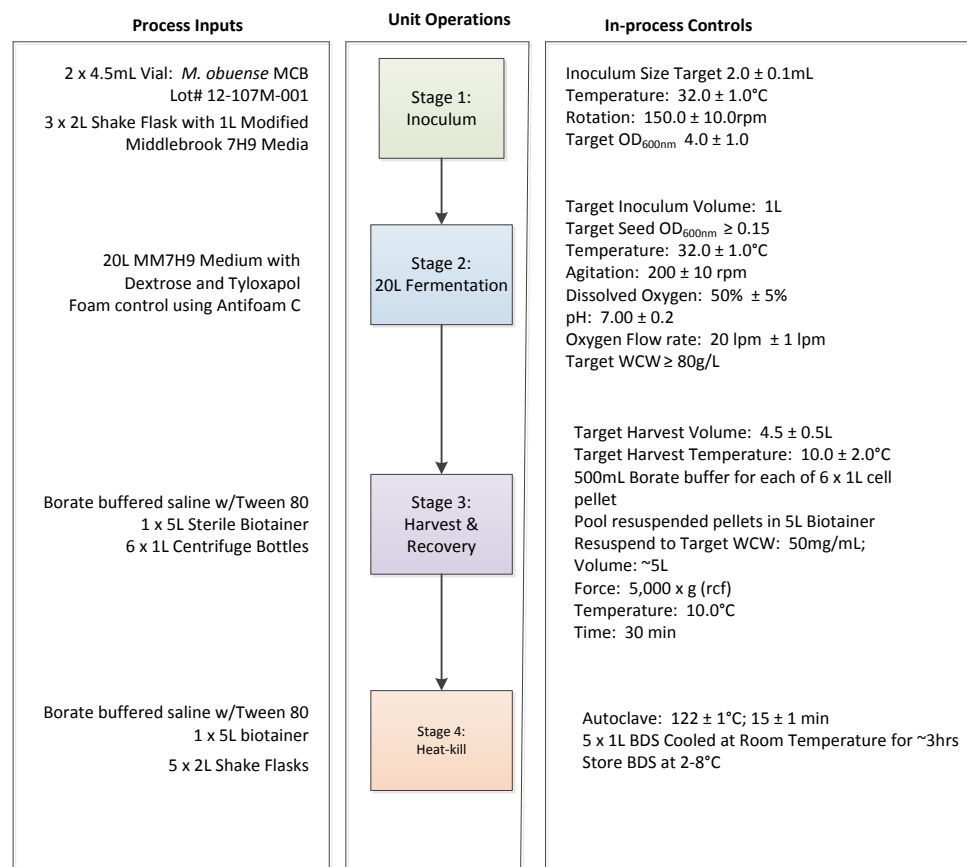 Process Inputs
Unit Operations
In-process Controls
2 x 4.5mL Vial: M. obuense MCB
Lot# 12-107M-001
3 x 2L Shake Flask with 1L Modified
Middlebrook 7H9 Media
Stage 1:
Inoculum
Inoculum Size Target 2.0 ± 0.1mL
Temperature: 32.0 ± 1.0°C
Rotation: 150.0 ± 10.0rpm
Target OD600nm 4.0 ± 1.0
20L MM7H9 Medium with
Dextrose and Tyloxapol
Foam control using Antifoam C
Stage 2:
20L Fermentation
Target Inoculum Volume: 1L
Target Seed OD600nm ≥ 0.15
Temperature: 32.0 ± 1.0°C
Agitation: 200 ± 10 rpm
Dissolved Oxygen: 50% ± 5%
pH: 7.00 ± 0.2
Oxygen Flow rate: 20 lpm ± 1 lpm
Target WCW ≥ 80g/L
Borate buffered saline w/Tween 80
1 x 5L Sterile Biotainer
6 x 1L Centrifuge Bottles
Stage 3:
Harvest &
Recovery
Target Harvest Volume: 4.5 ± 0.5L
Target Harvest Temperature: 10.0 ± 2.0°C
500mL Borate buffer for each of 6 x 1L cell
pellet
Pool resuspended pellets in 5L Biotainer
Resuspend to Target WCW: 50mg/mL;
Volume: ~5L
Force: 5,000 x g (rcf)
Temperature: 10.0°C
Time: 30 min
Borate buffered saline w/Tween 80
1 x 5L biotainer
5 x 2L Shake Flasks
Stage 4:
Heat-kill
Autoclave: 122 ± 1°C; 15 ± 1 min
5 x 1L BDS Cooled at Room Temperature for ~3hrs
Store BDS at 2-8°C